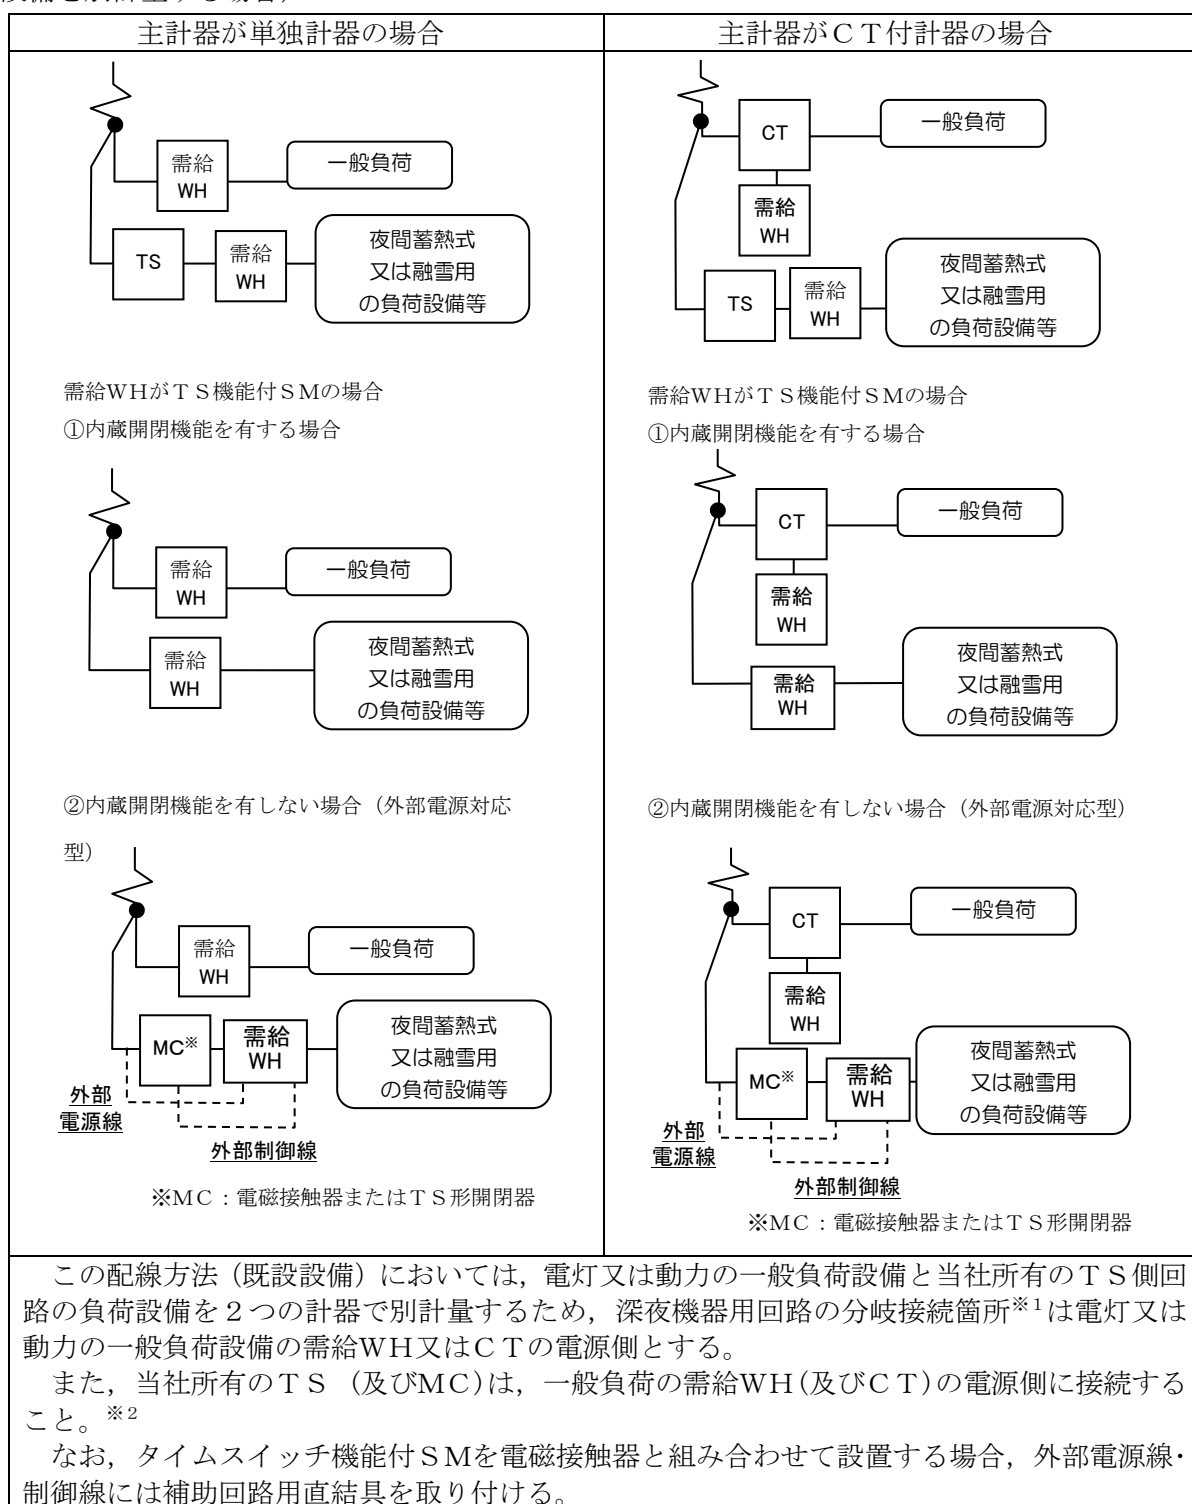 主計器が単独計器の場合
需給
WH
一般負荷
TS
需給
WH
夜間蓄熱式
又は融雪用
の負荷設備等
需給WHがTS機能付SMの場合
①内蔵開閉機能を有する場合
需給
WH
一般負荷
需給
WH
夜間蓄熱式
又は融雪用
の負荷設備等
②内蔵開閉機能を有しない場合（外部電源対応
型）
需給
WH
一般負荷
MC※
需給
WH
夜間蓄熱式
又は融雪用
の負荷設備等
外部
電源線
外部制御線
※MC：電磁接触器またはTS形開閉器
主計器がCT付計器の場合
CT
一般負荷
需給
WH
TS
需給
WH
夜間蓄熱式
又は融雪用
の負荷設備等
需給WHがTS機能付SMの場合
①内蔵開閉機能を有する場合
CT
一般負荷
需給
WH
需給
WH
夜間蓄熱式
又は融雪用
の負荷設備等
②内蔵開閉機能を有しない場合（外部電源対応型）
CT
一般負荷
需給
WH
MC※
需給
WH
夜間蓄熱式
又は融雪用
の負荷設備等
外部
電源線
外部制御線
※MC：電磁接触器またはTS形開閉器
この配線方法（既設設備）においては，電灯又は動力の一般負荷設備と当社所有のTS側回
路の負荷設備を２つの計器で別計量するため，深夜機器用回路の分岐接続箇所※1は電灯又は
動力の一般負荷設備の需給WH又はCTの電源側とする。
また，当社所有のTS（及びMC）は，一般負荷の需給WH（及びCT）の電源側に接続する
こと。※2
なお，タイムスイッチ機能付SMを電磁接触器と組み合わせて設置する場合，外部電源線・
制御線には補助回路用直結具を取り付ける。